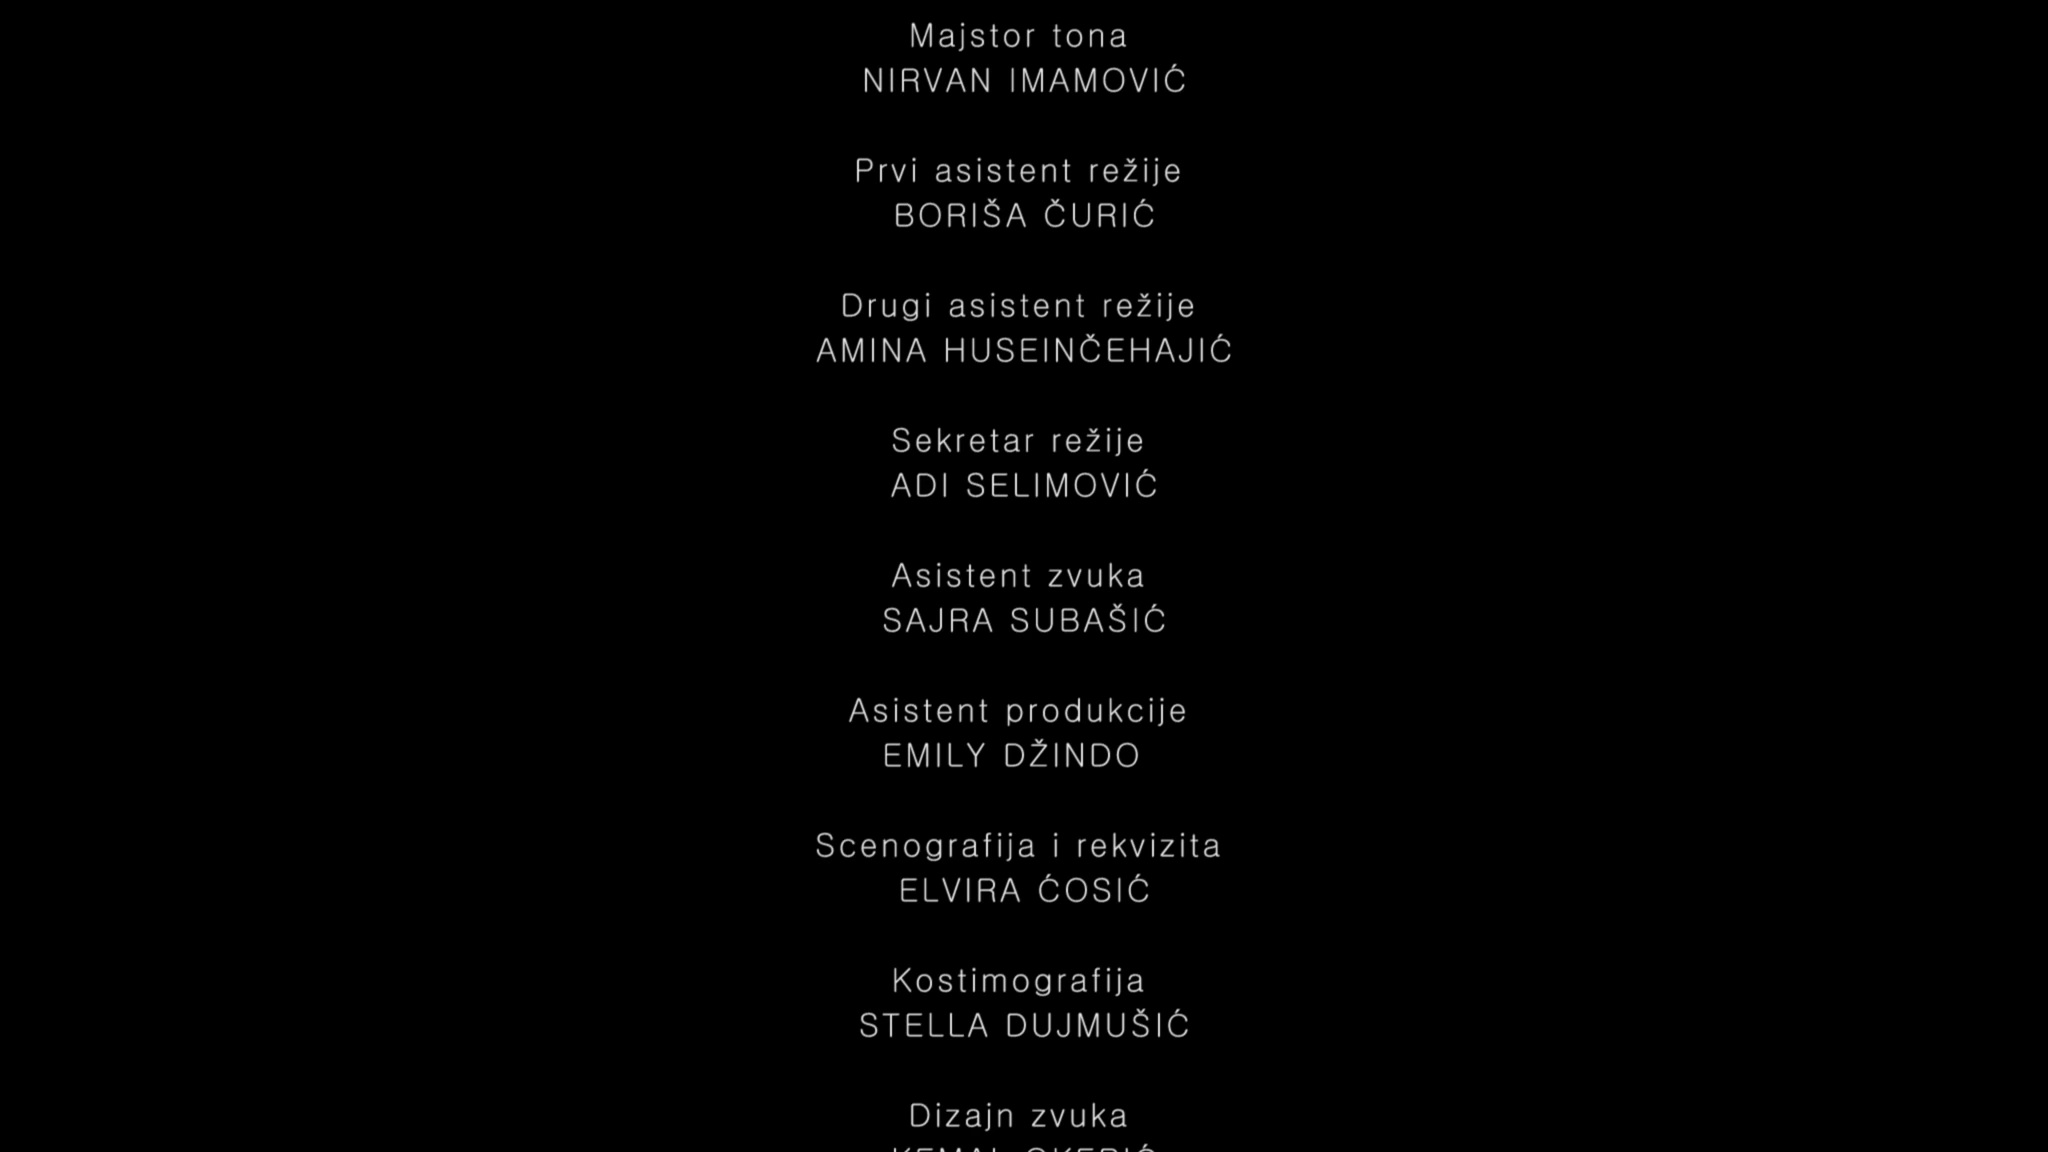 Majstor tona
NIRVAN IMAMOVIĆ
Prvi asistent režije
BORIŠA ČURIĆ
Drugi asistent režije
AMINA HUSEINČEHAJIĆ
Sekretar režije
ADI SELIMOVIĆ
Asistent zvuka
SAJRA SUBAŠIĆ
Asistent produkcije
EMILY DŽINDO
Scenografija i rekvizita
ELVIRA ĆOSIĆ
Kostimografija
STELLA DUJMUŠIĆ
Dizajn zvuka